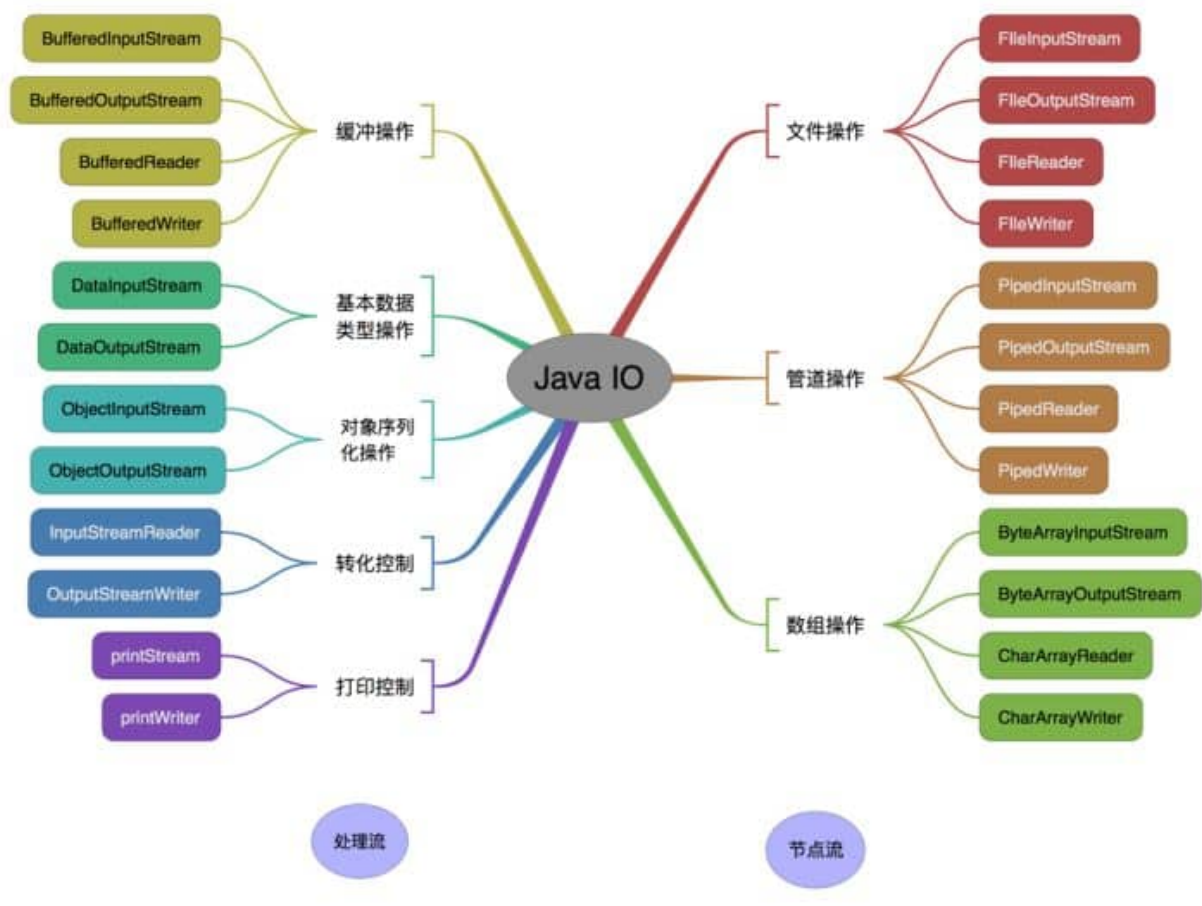 BufferedInputStream
BufferedOutputStream
BufferedReader
BufferedWriter
缓冲操作
DataInputStream
DataOutputStream
基本数据
类型操作
ObjectInputStream
ObjectOutputStream
对象序列
化操作
InputStreamReader
OutputStreamWriter
转化控制
printStream
printWriter
打印控制
处理流
Java IO
文件操作
FIleInputStream
FIleOutputStream
FIleReader
FIleWriter
管道操作
PipedInputStream
PipedOutputStream
PipedReader
PipedWriter
数组操作
ByteArrayInputStream
ByteArrayOutputStream
CharArrayReader
CharArrayWriter
节点流